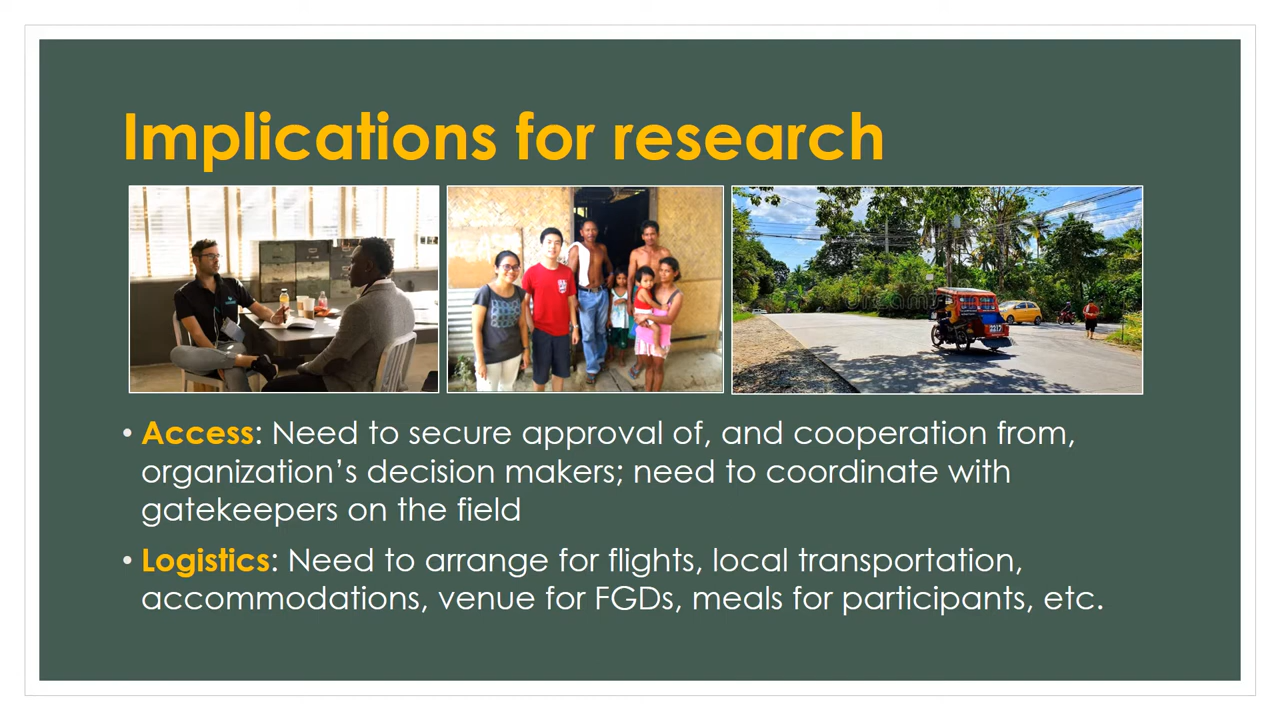 Implications for research
• Access: Need to secure approval of, and cooperation from,
organization's decision makers; need to coordinate with
gatekeepers on the field
• Logistics: Need to arrange for flights, local transportation,
accommodations, venue for FGDs, meals for participants, etc.